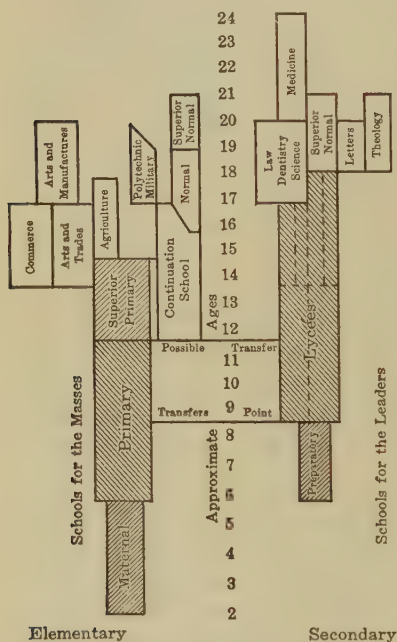 24
23
22
21
20
19
18
17
16
15
14
13
12
11
10
9
8
7
6
5
4
3
2
Ages
Approximate
Schools for the Masses
Commerce
Arts and
Manufactures
Arts and
Trades
Agriculture
Polytechnic
Military
Superior Normal
Normal
Continuation
School
Superior
Primary
Primary
Maternal
Possible Transfer
Transfers Point
Medicine
Law
Dentistry
Science
Superior
Normal
Letters
Theology
Lycées
Preparatory
Schools for the Leaders
Elementary
Secondary